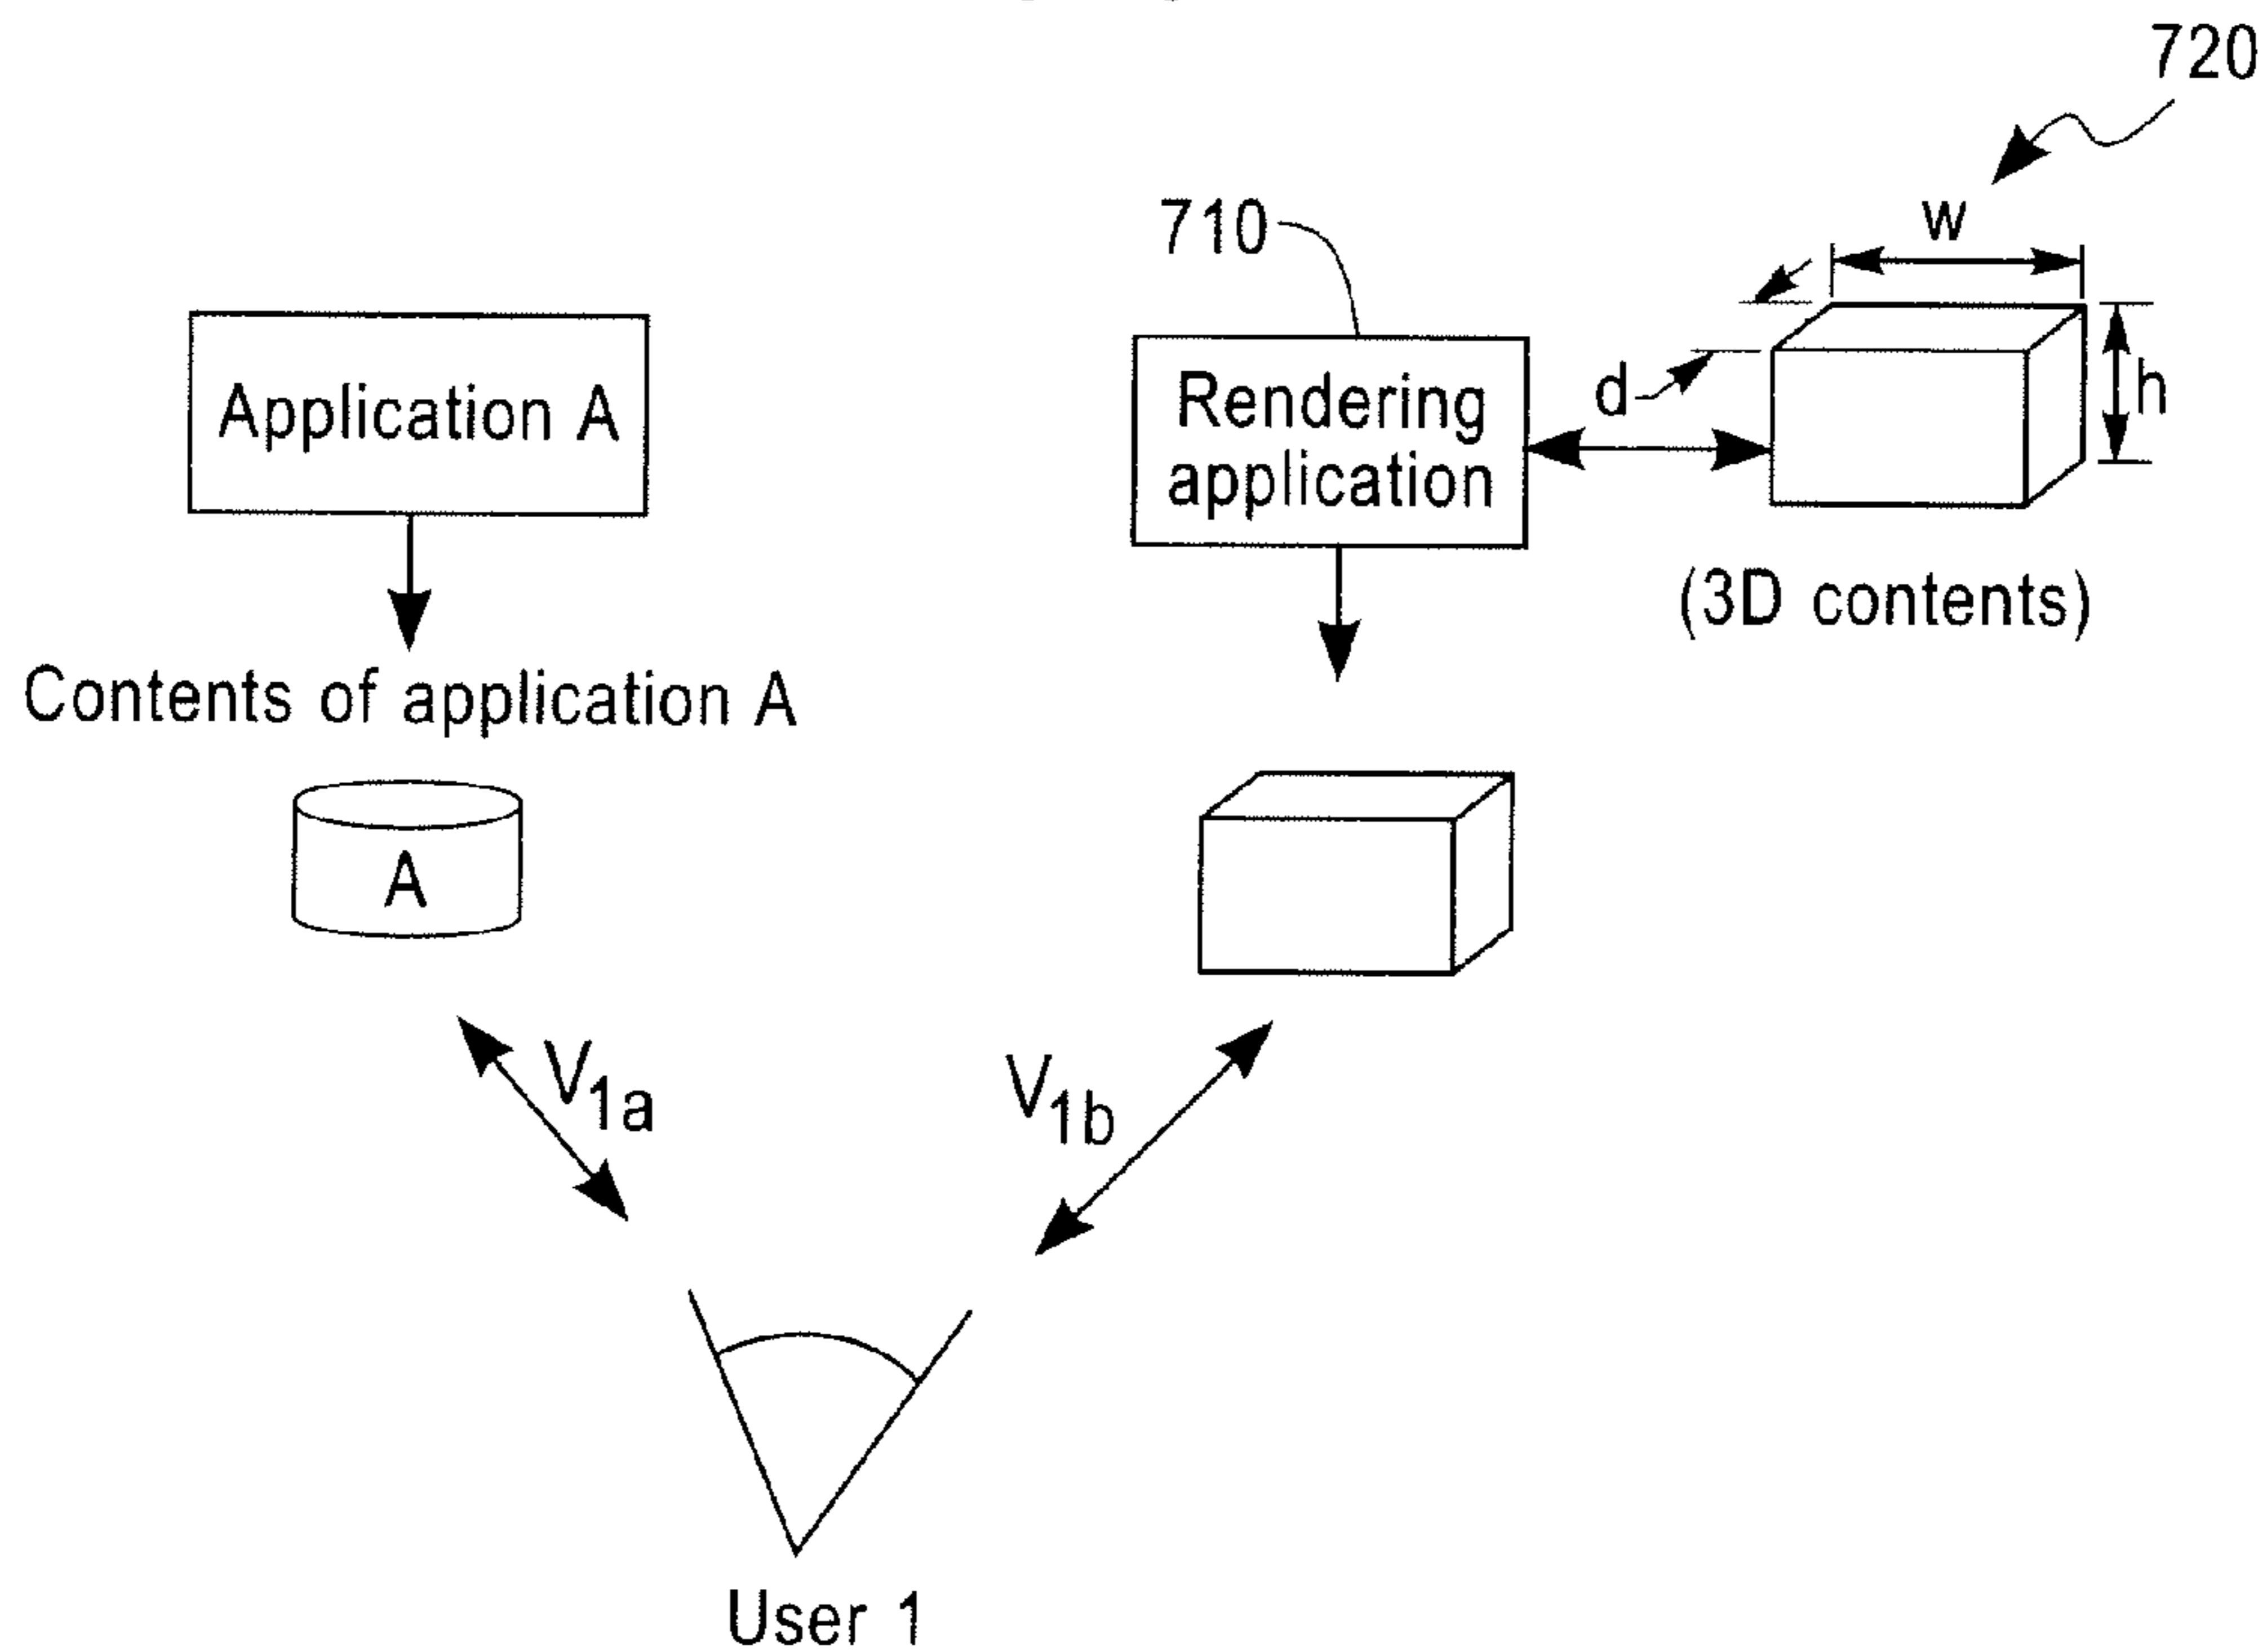 720
710
w
Application A
Rendering
application
d
h
(3D contents)
Contents of application A
A
V1a
V1b
User 1